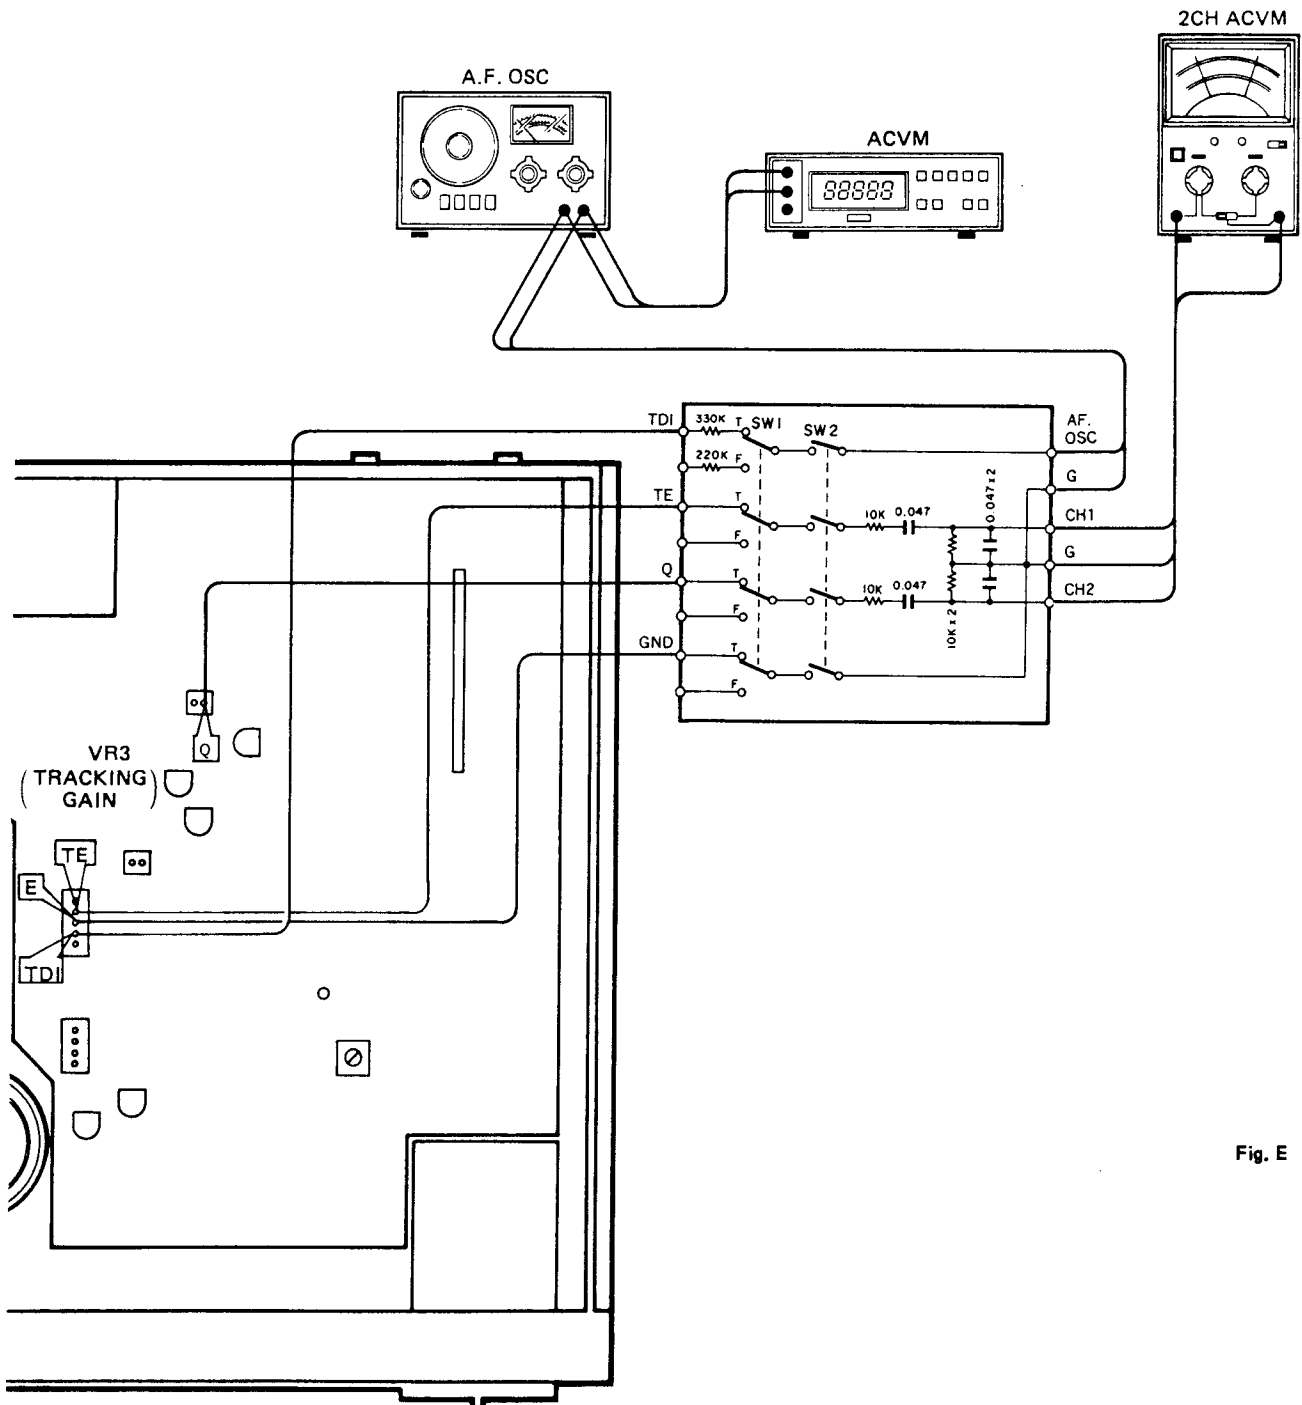 2CH ACVM
A.F. OSC
ACVM
88888
TDI
330K
T
SW1
SW2
AF.
OSC
220K
F
G
TE
T
10K
0.047
0.047 x 2
CH1
F
G
Q
T
10K
0.047
CH2
F
10K x 2
GND
T
F
Q
VR3
(TRACKING
GAIN)
TE
E
TDI
Fig. E